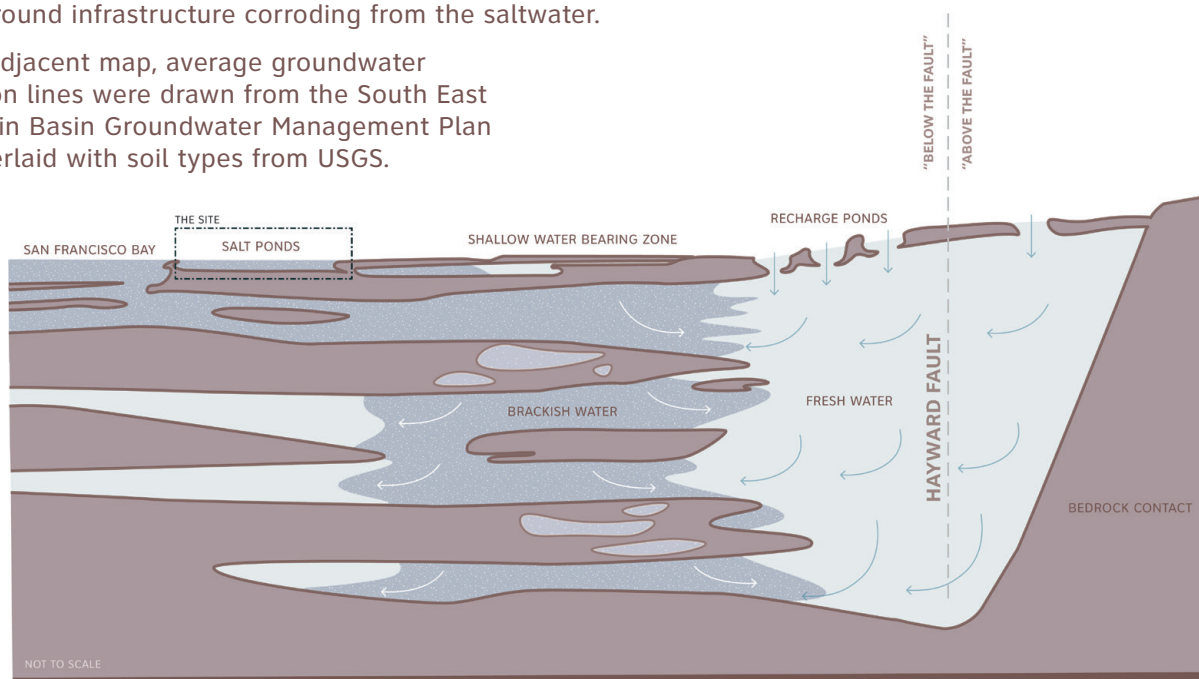 round infrastructure corroding from the saltwater.
djacent map, average groundwater
on lines were drawn from the South East
in Basin Groundwater Management Plan
erlaid with soil types from USGS.
"BELOW THE FAULT"
"ABOVE THE FAULT"
THE SITE
SAN FRANCISCO BAY
SALT PONDS
SHALLOW WATER BEARING ZONE
RECHARGE PONDS
BRACKISH WATER
FRESH WATER
HAYWARD FAULT
BEDROCK CONTACT
NOT TO SCALE